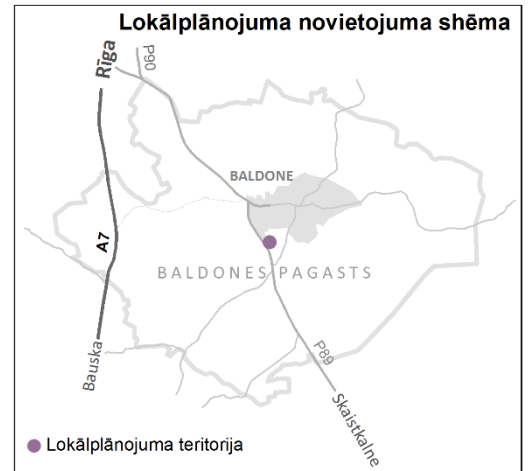 Lokālplānojuma novietojuma shēma
Rīga
P90
BALDONE
A7
BALDONES PAGASTS
Bauska
P89
Skaistkalne
Lokālplānojuma teritorija